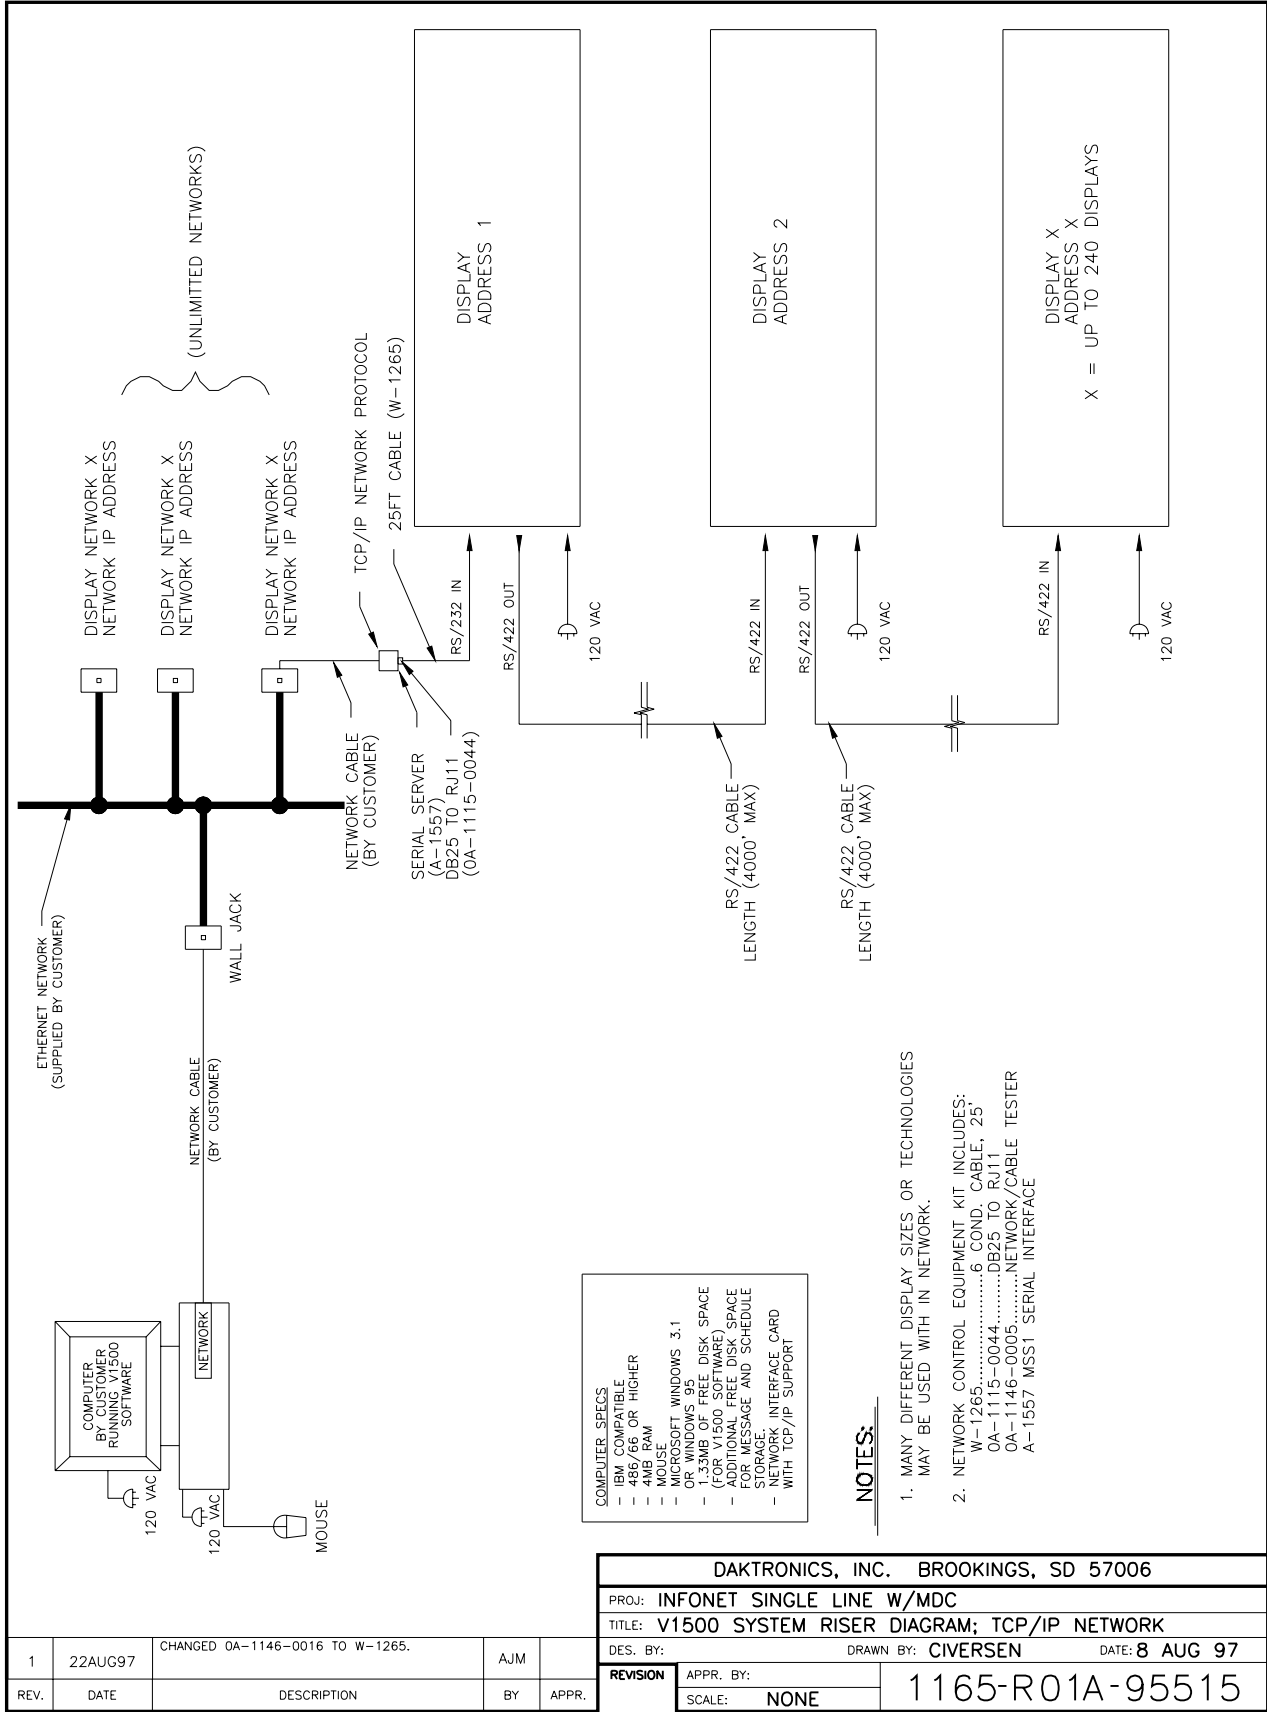 COMPUTER
BY CUSTOMER
RUNNING V1500
SOFTWARE
120 VAC
120 VAC
MOUSE
NETWORK
NETWORK CABLE
(BY CUSTOMER)
WALL JACK
ETHERNET NETWORK
(SUPPLIED BY CUSTOMER)
DISPLAY NETWORK X
NETWORK IP ADDRESS
DISPLAY NETWORK X
NETWORK IP ADDRESS
DISPLAY NETWORK X
NETWORK IP ADDRESS
(UNLIMITTED NETWORKS)
NETWORK CABLE
(BY CUSTOMER)
SERIAL SERVER
(A-1557)
DB25 TO RJ11
(0A-1115-0044)
TCP/IP NETWORK PROTOCOL
25FT CABLE (W-1265)
RS/232 IN
RS/422 OUT
120 VAC
DISPLAY
ADDRESS 1
RS/422 CABLE
LENGTH (4000' MAX)
RS/422 IN
RS/422 OUT
120 VAC
DISPLAY
ADDRESS 2
RS/422 CABLE
LENGTH (4000' MAX)
RS/422 IN
120 VAC
DISPLAY X
ADDRESS X
X = UP TO 240 DISPLAYS
COMPUTER SPECS
- IBM COMPATIBLE
- 486/66 OR HIGHER
- 4MB RAM
- MOUSE
- MICROSOFT WINDOWS 3.1
OR WINDOWS 95
- 1.33MB OF FREE DISK SPACE
(FOR V1500 SOFTWARE)
- ADDITIONAL FREE DISK SPACE
FOR MESSAGE AND SCHEDULE
STORAGE.
- NETWORK INTERFACE CARD
WITH TCP/IP SUPPORT
NOTES:
1. MANY DIFFERENT DISPLAY SIZES OR TECHNOLOGIES
MAY BE USED WITH IN NETWORK.
2. NETWORK CONTROL EQUIPMENT KIT INCLUDES:
W-1265....................6 COND. CABLE, 25'
0A-1115-0044..........DB25 TO RJ11
0A-1146-0005..........NETWORK/CABLE TESTER
A-1557 MSS1 SERIAL INTERFACE
DAKTRONICS, INC. BROOKINGS, SD 57006
PROJ: INFONET SINGLE LINE W/MDC
TITLE: V1500 SYSTEM RISER DIAGRAM; TCP/IP NETWORK
DES. BY: DRAWN BY: CIVERSEN DATE: 8 AUG 97
REVISION APPR. BY:
SCALE: NONE
1165-R01A-95515
1 22AUG97 CHANGED 0A-1146-0016 TO W-1265. AJM
REV. DATE DESCRIPTION BY APPR.